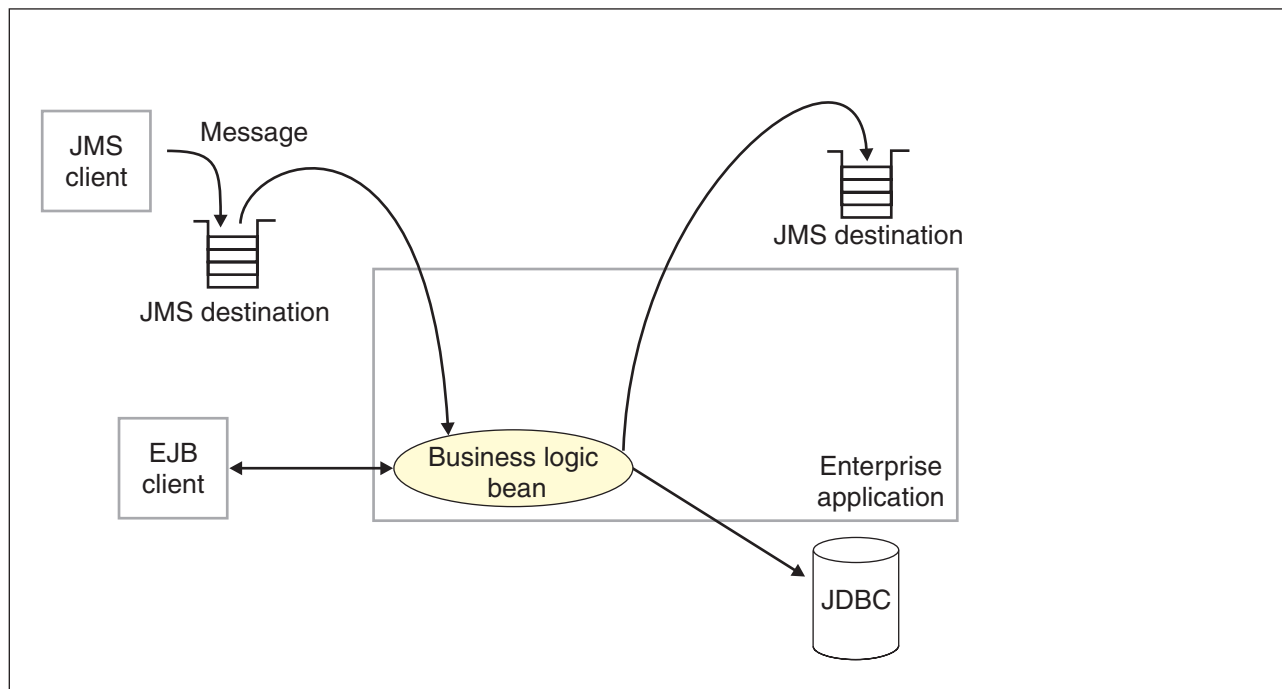 Message
JMS
client
JMS destination
JMS destination
EJB
client
Business logic
bean
Enterprise
application
JDBC